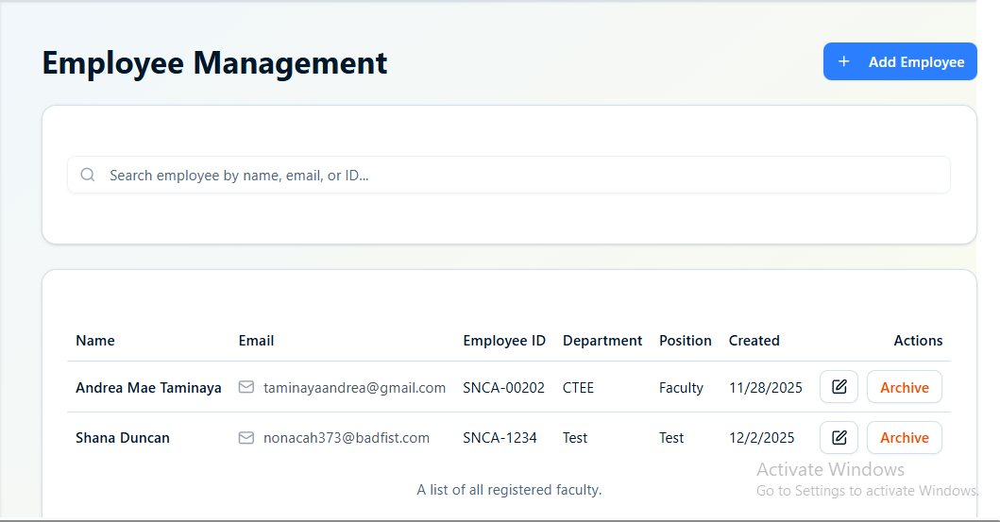 Employee Management
+ Add Employee
Search employee by name, email, or ID...
Name Email Employee ID Department Position Created Actions
Andrea Mae Taminaya taminayaandrea@gmail.com SNCA-00202 CTEE Faculty 11/28/2025 Archive
Shana Duncan nonacah373@badfist.com SNCA-1234 Test Test 12/2/2025 Archive
A list of all registered faculty.
Activate Windows
Go to Settings to activate Windows.